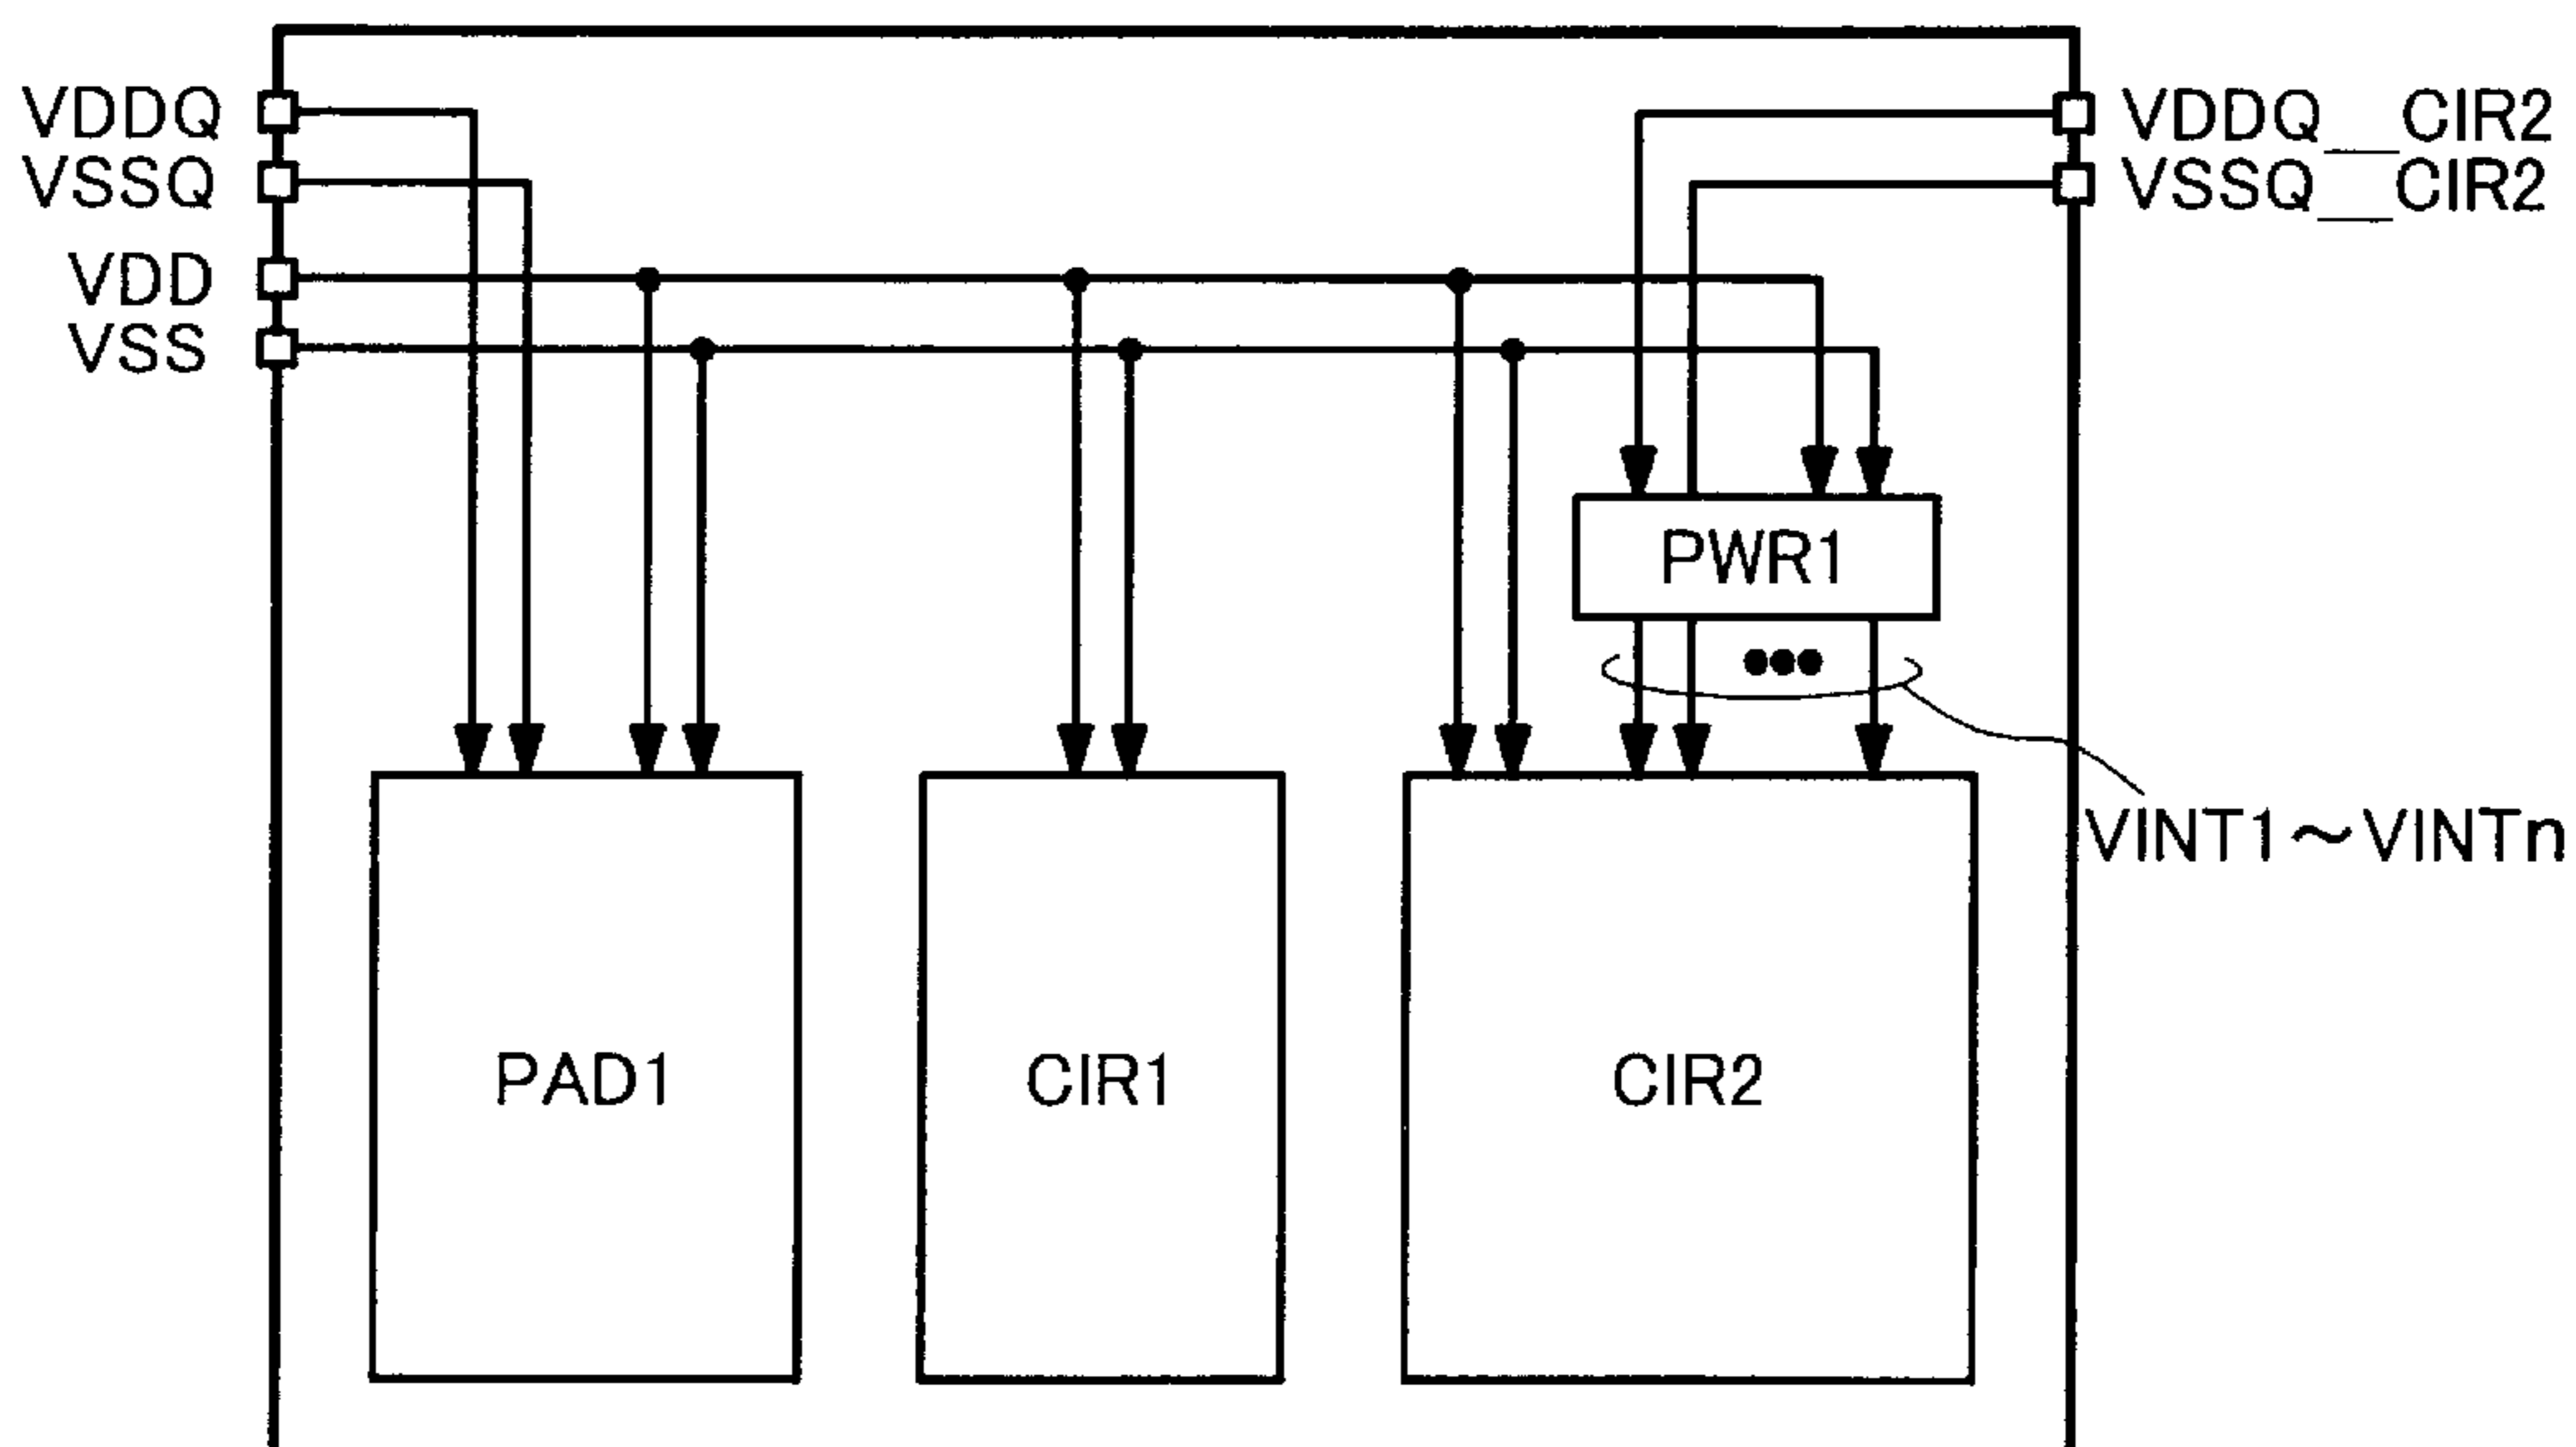 VDDQ
VSSQ
VDD
VSS
VDDQ__CIR2
VSSQ__CIR2
PWR1
VINT1~VINTn
PAD1
CIR1
CIR2